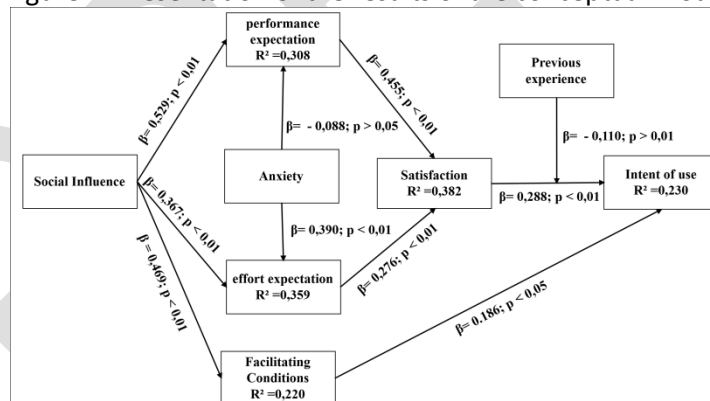 performance
expectation
R² =0,308
Previous
experience
β= 0,529; p < 0,01
β= 0,455; p < 0,01
β= - 0,088; p > 0,05
β= - 0,110; p > 0,01
Social Influence
Anxiety
Satisfaction
R² =0,382
Intent of use
R² =0,230
β= 0,288; p < 0,01
β= 0,367; p < 0,01
β= 0,390; p < 0,01
β= 0,276; p < 0,01
β= 0,469; p < 0,01
effort expectation
R² =0,359
β= 0.186; p < 0,05
Facilitating
Conditions
R² =0,220